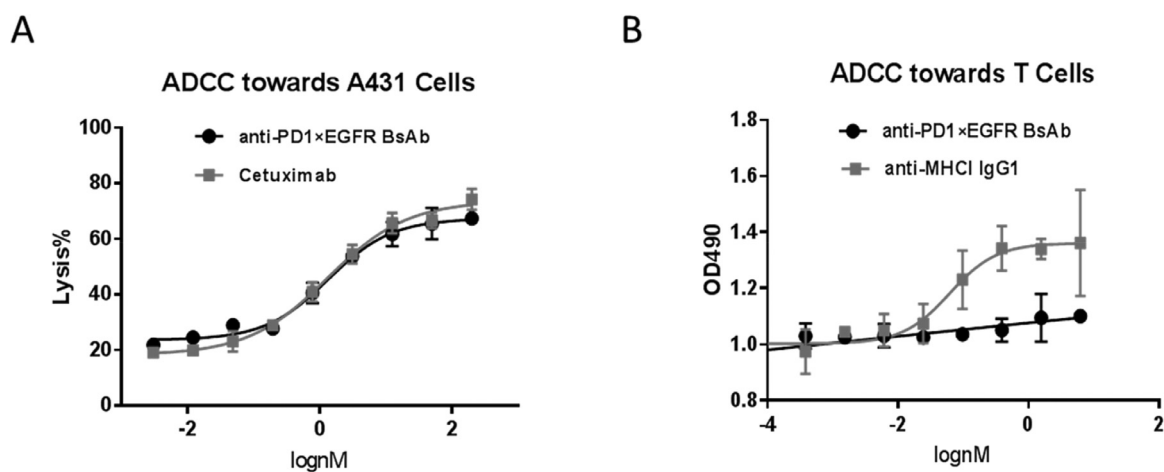 A
ADCC towards A431 Cells
anti-PD1×EGFR BsAb
Cetuximab
Lysis%
100
80
60
40
20
0
-2
0
2
lognM
B
ADCC towards T Cells
anti-PD1×EGFR BsAb
anti-MHCI IgG1
OD490
1.8
1.6
1.4
1.2
1.0
0.8
-4
-2
0
2
lognM